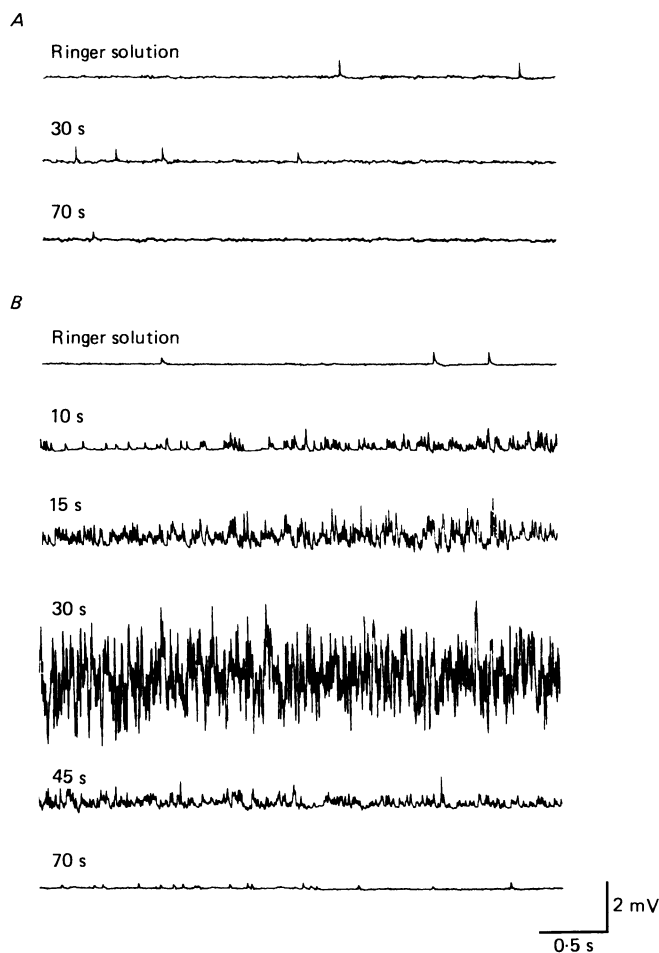 A
Ringer solution
30 s
70 s
B
Ringer solution
10 s
15 s
30 s
45 s
70 s
2 mV
0·5 s